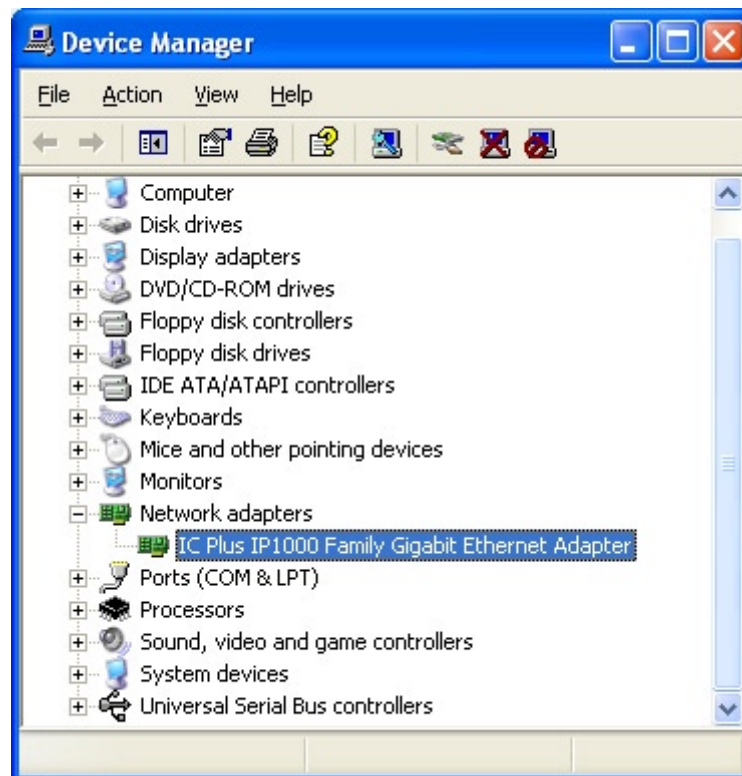 Device Manager
File Action View Help
Computer
Disk drives
Display adapters
DVD/CD-ROM drives
Floppy disk controllers
Floppy disk drives
IDE ATA/ATAPI controllers
Keyboards
Mice and other pointing devices
Monitors
Network adapters
IC Plus IP1000 Family Gigabit Ethernet Adapter
Ports (COM & LPT)
Processors
Sound, video and game controllers
System devices
Universal Serial Bus controllers